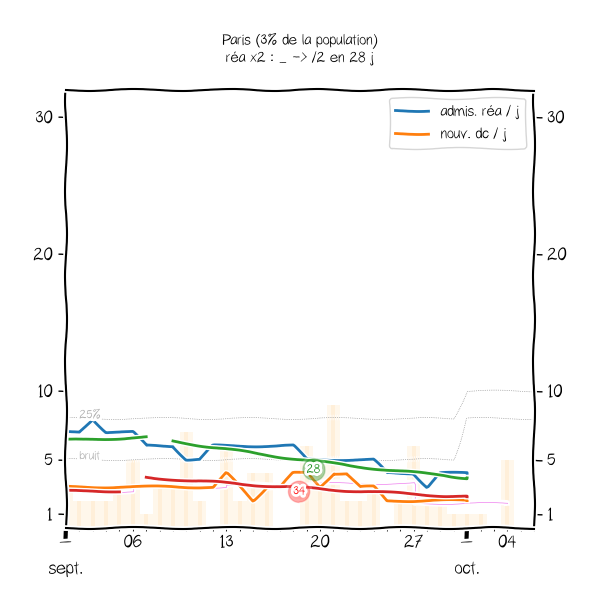 Paris (3% de la population)
réa x2 : _ -> /2 en 28 j
admis. réa / j
nouv. dc / j
30
30
20
20
10
10
25%
bruit
5
5
28
34
1
1
06
13
20
27
04
sept.
oct.